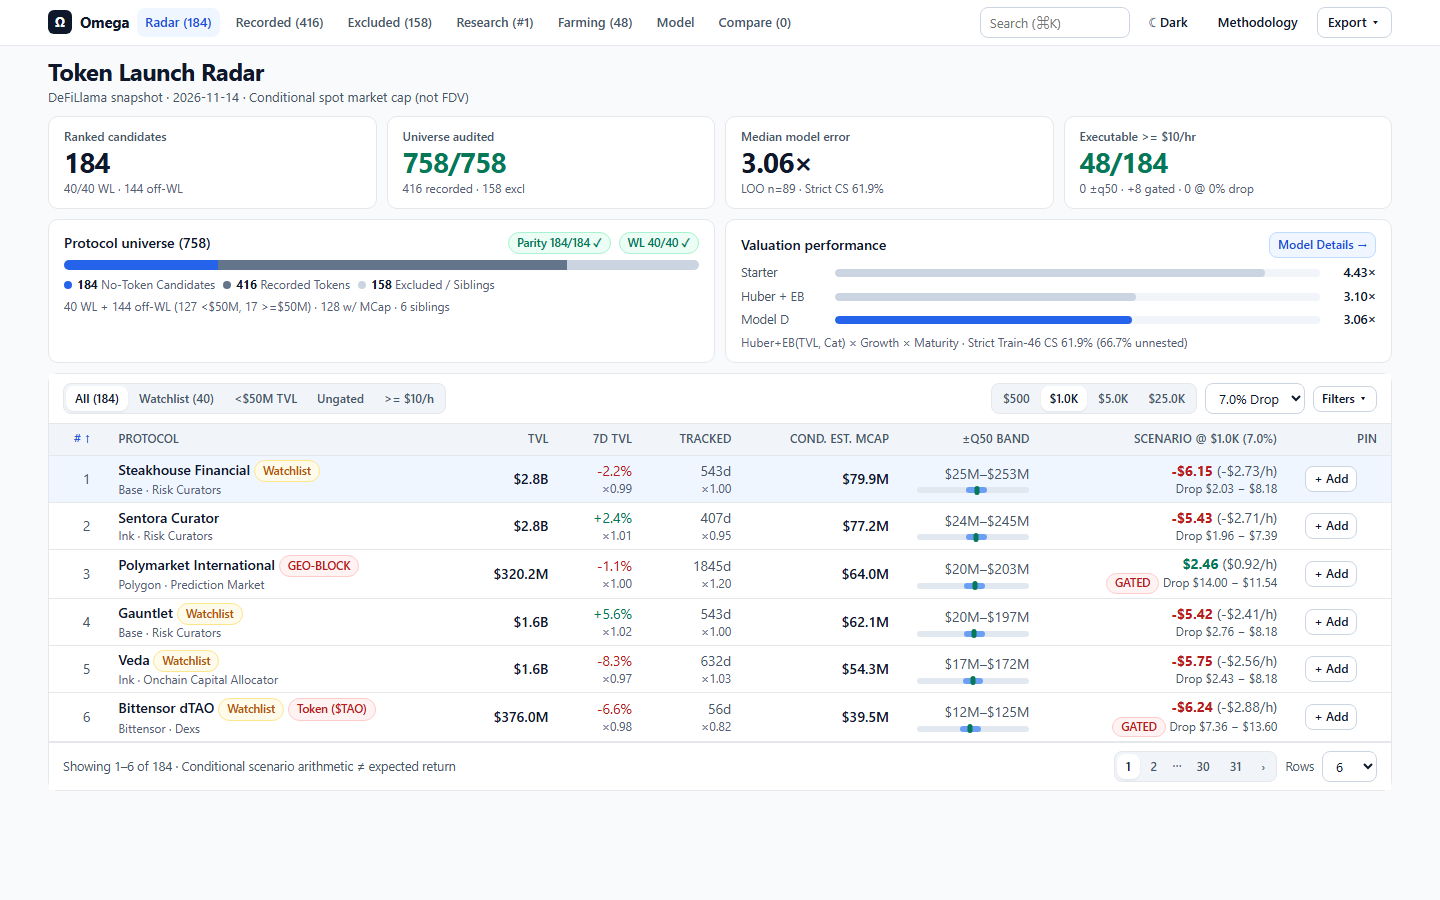 Ω Omega Radar (184) Recorded (416) Excluded (158) Research (#1) Farming (48) Model Compare (0) Search (⌘K) ☾ Dark Methodology Export ▾
Token Launch Radar
DeFiLlama snapshot · 2026-11-14 · Conditional spot market cap (not FDV)
Ranked candidates
184
40/40 WL · 144 off-WL
Universe audited
758/758
416 recorded · 158 excl
Median model error
3.06×
LOO n=89 · Strict CS 61.9%
Executable >= $10/hr
48/184
0 ±q50 · +8 gated · 0 @ 0% drop
Protocol universe (758) Parity 184/184 ✓ WL 40/40 ✓
184 No-Token Candidates 416 Recorded Tokens 158 Excluded / Siblings
40 WL + 144 off-WL (127 <$50M, 17 >=$50M) · 128 w/ MCap · 6 siblings
Valuation performance Model Details →
Starter 4.43×
Huber + EB 3.10×
Model D 3.06×
Huber+EB(TVL, Cat) × Growth × Maturity · Strict Train-46 CS 61.9% (66.7% unnested)
All (184) Watchlist (40) <$50M TVL Ungated >= $10/h $500 $1.0K $5.0K $25.0K 7.0% Drop Filters ▾
# ↑ PROTOCOL TVL 7D TVL TRACKED COND. EST. MCAP ±Q50 BAND SCENARIO @ $1.0K (7.0%) PIN
1 Steakhouse Financial Watchlist $2.8B -2.2% 543d $79.9M $25M–$253M -$6.15 (-$2.73/h) + Add
Base · Risk Curators ×0.99 ×1.00 Drop $2.03 – $8.18
2 Sentora Curator $2.8B +2.4% 407d $77.2M $24M–$245M -$5.43 (-$2.71/h) + Add
Ink · Risk Curators ×1.01 ×0.95 Drop $1.96 – $7.39
3 Polymarket International GEO-BLOCK $320.2M -1.1% 1845d $64.0M $20M–$203M $2.46 ($0.92/h) + Add
Polygon · Prediction Market ×1.00 ×1.20 GATED Drop $14.00 – $11.54
4 Gauntlet Watchlist $1.6B +5.6% 543d $62.1M $20M–$197M -$5.42 (-$2.41/h) + Add
Base · Risk Curators ×1.02 ×1.00 Drop $2.76 – $8.18
5 Veda Watchlist $1.6B -8.3% 632d $54.3M $17M–$172M -$5.75 (-$2.56/h) + Add
Ink · Onchain Capital Allocator ×0.97 ×1.03 Drop $2.43 – $8.18
6 Bittensor dTAO Watchlist Token ($TAO) $376.0M -6.6% 56d $39.5M $12M–$125M -$6.24 (-$2.88/h) + Add
Bittensor · Dexs ×0.98 ×0.82 GATED Drop $7.36 – $13.60
Showing 1–6 of 184 · Conditional scenario arithmetic ≠ expected return 1 2 ··· 30 31 › Rows 6